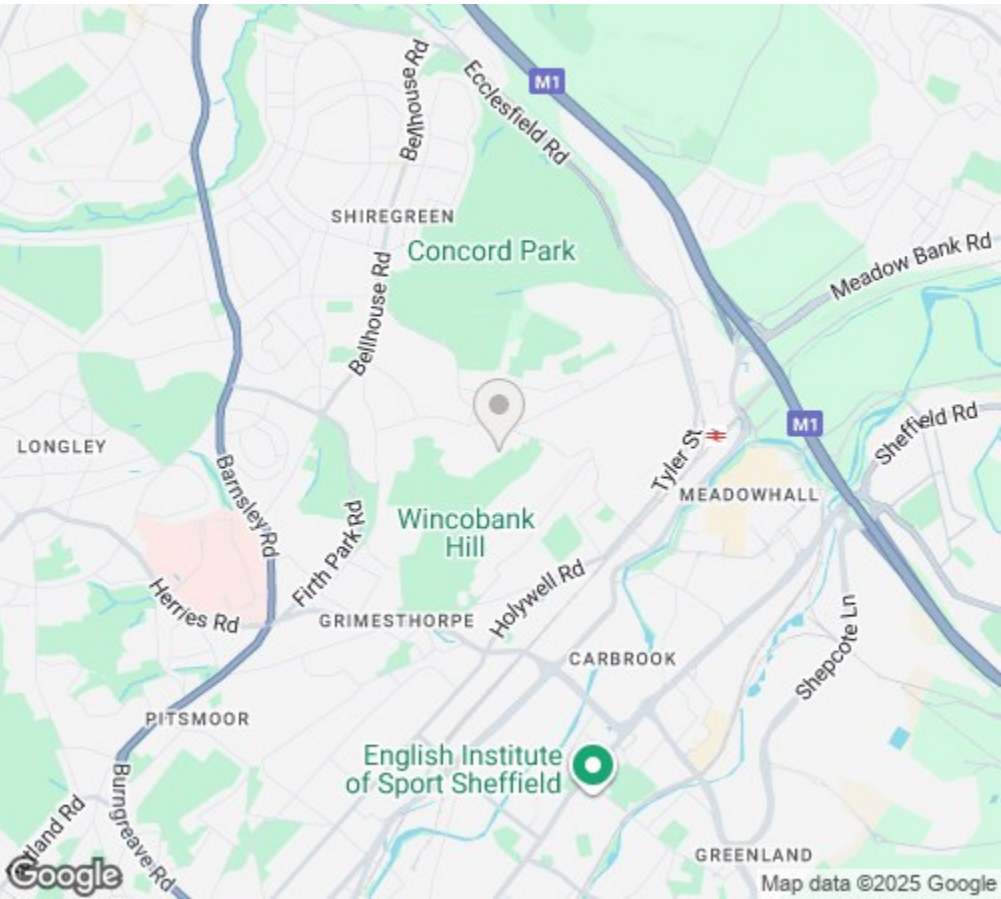 M1
Bellhouse Rd
Ecclesfield Rd
SHIREGREEN
Concord Park
Meadow Bank Rd
Bellhouse Rd
M1
Sheffield Rd
LONGLEY
Tyler St
MEADOWHALL
Barnsley Rd
Wincobank
Hill
Firth Park Rd
Herries Rd
Holywell Rd
GRIMESTHORPE
CARBROOK
Shepcote Ln
PITSMOOR
English Institute
of Sport Sheffield
Burngreave Rd
Rd
GREENLAND
Google
Map data ©2025 Google